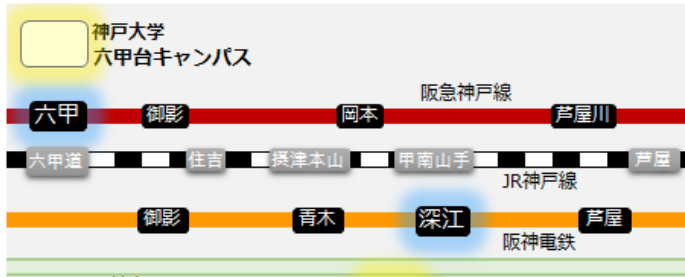 神戸大学
六甲台キャンパス
阪急神戸線
六甲 御影 岡本 芦屋川
六甲道 住吉 摂津本山 甲南山手 芦屋
JR神戸線
御影 青木 深江 芦屋
阪神電鉄